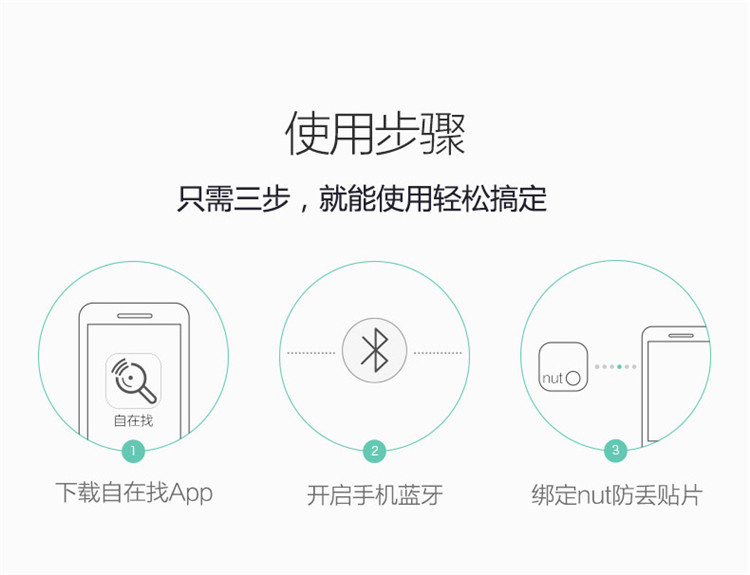 使用步骤
只需三步，就能使用轻松搞定
自在找
nut
1
2
3
下载自在找App
开启手机蓝牙
绑定nut防丢贴片